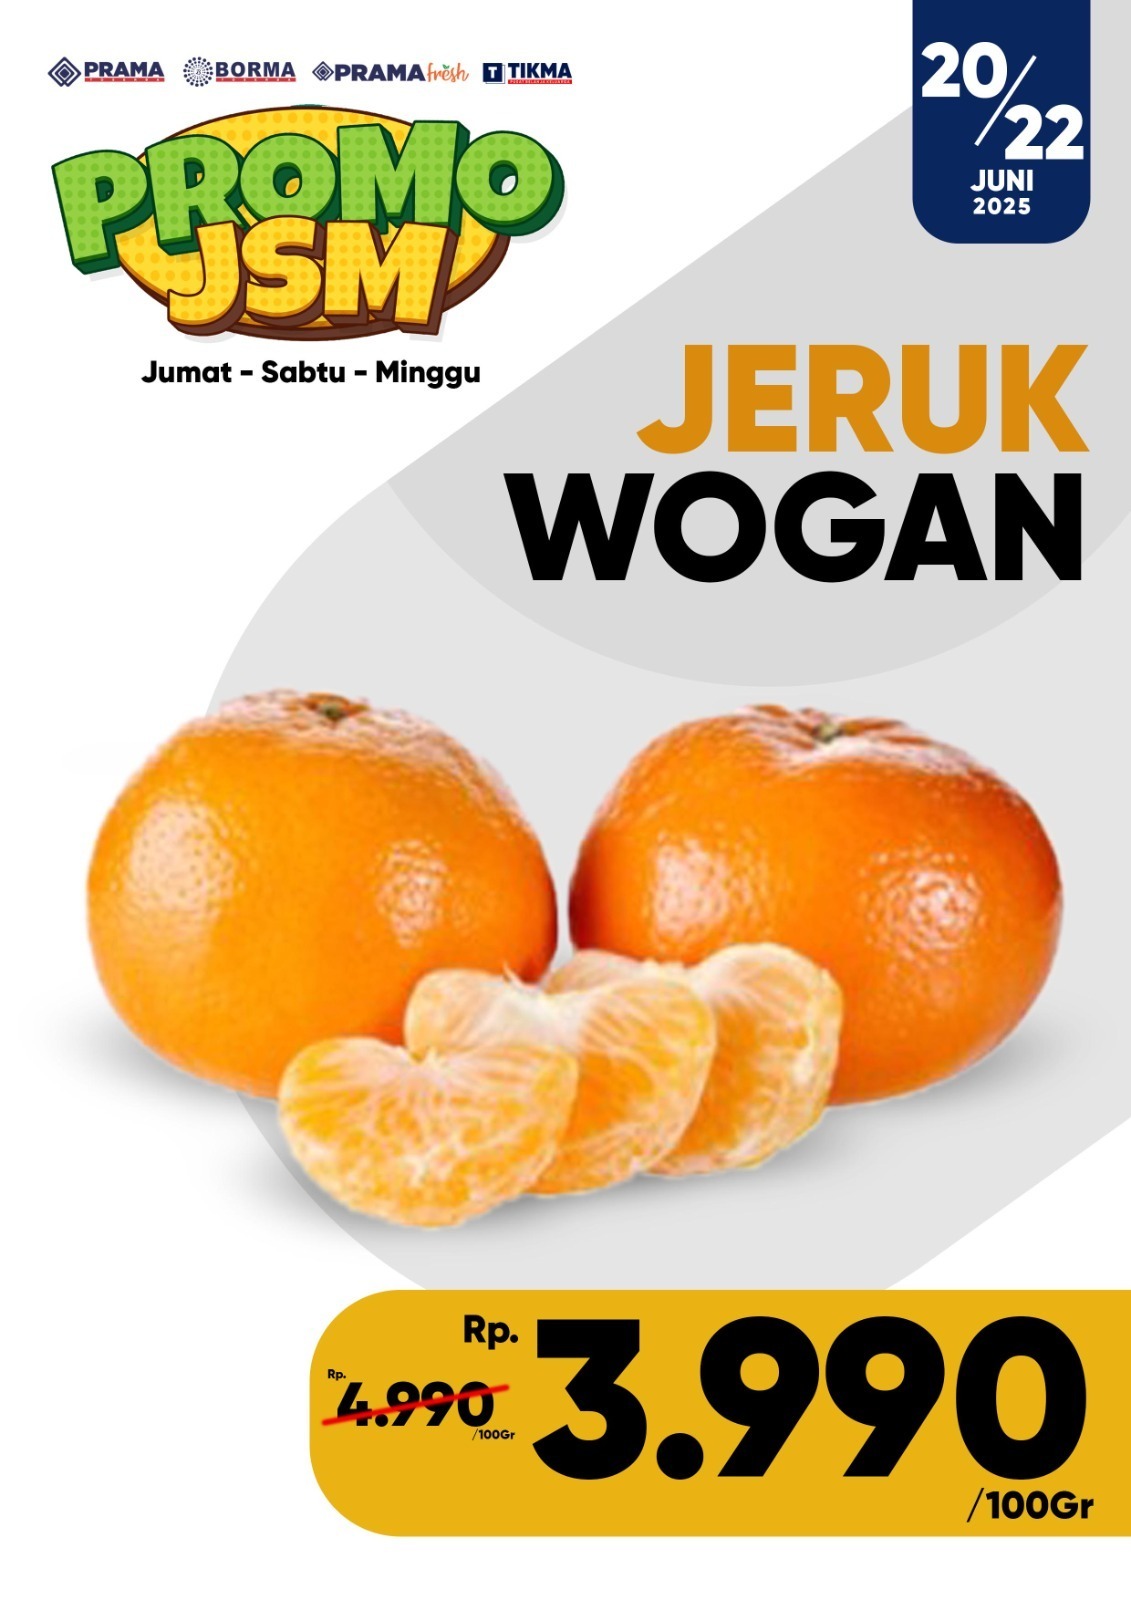 PRAMA
BORMA
PRAMA fresh
TIKMA
20/22
JUNI
2025
PROMO
JSM
Jumat - Sabtu - Minggu
JERUK
WOGAN
Rp. 4.990 /100Gr
Rp. 3.990
/100Gr